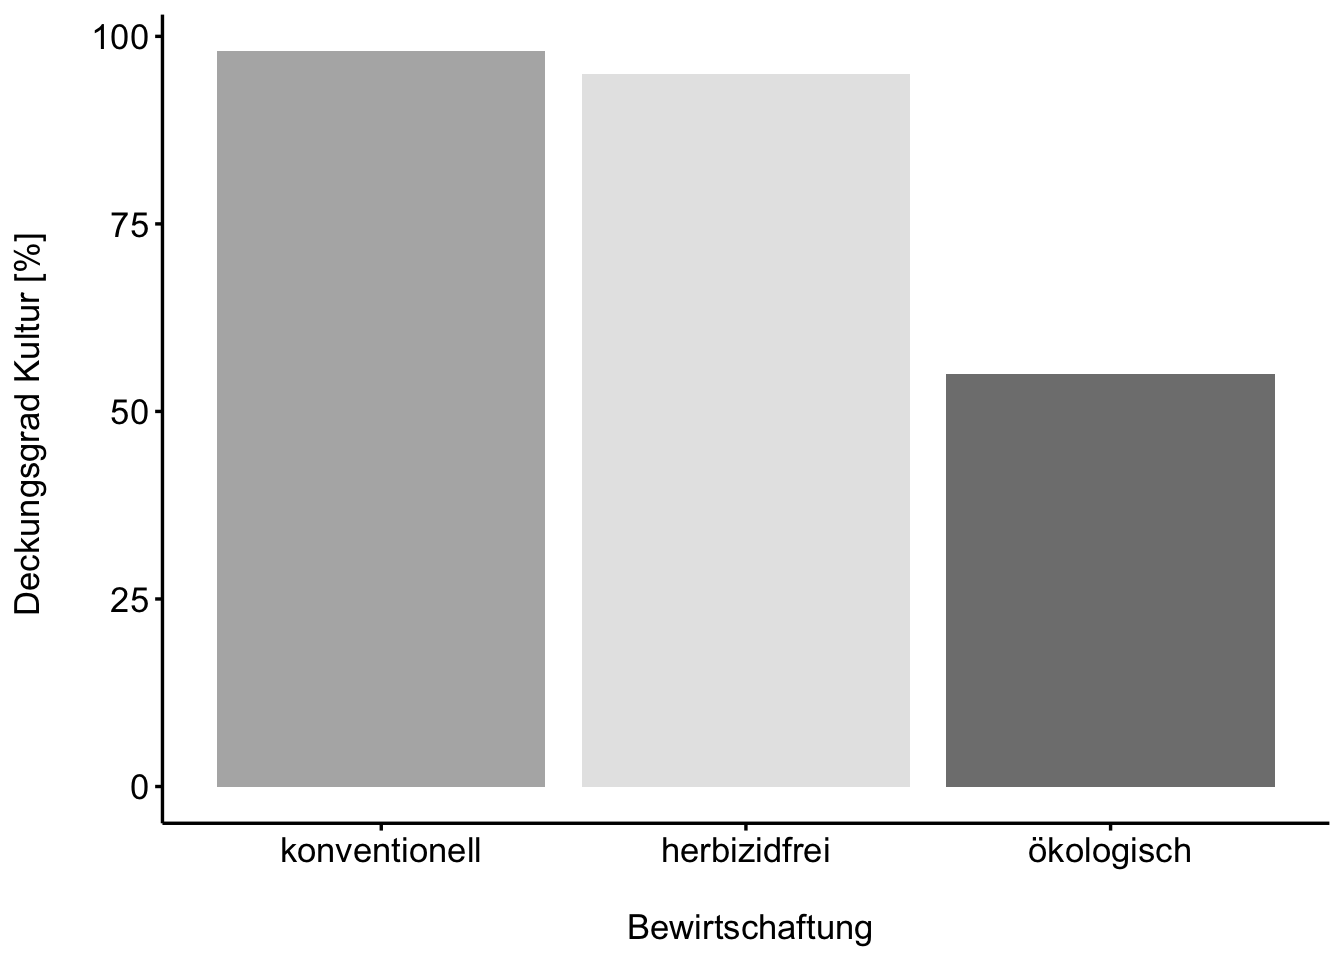 Deckungsgrad Kultur [%]
100
75
50
25
0
konventionell herbizidfrei ökologisch
Bewirtschaftung